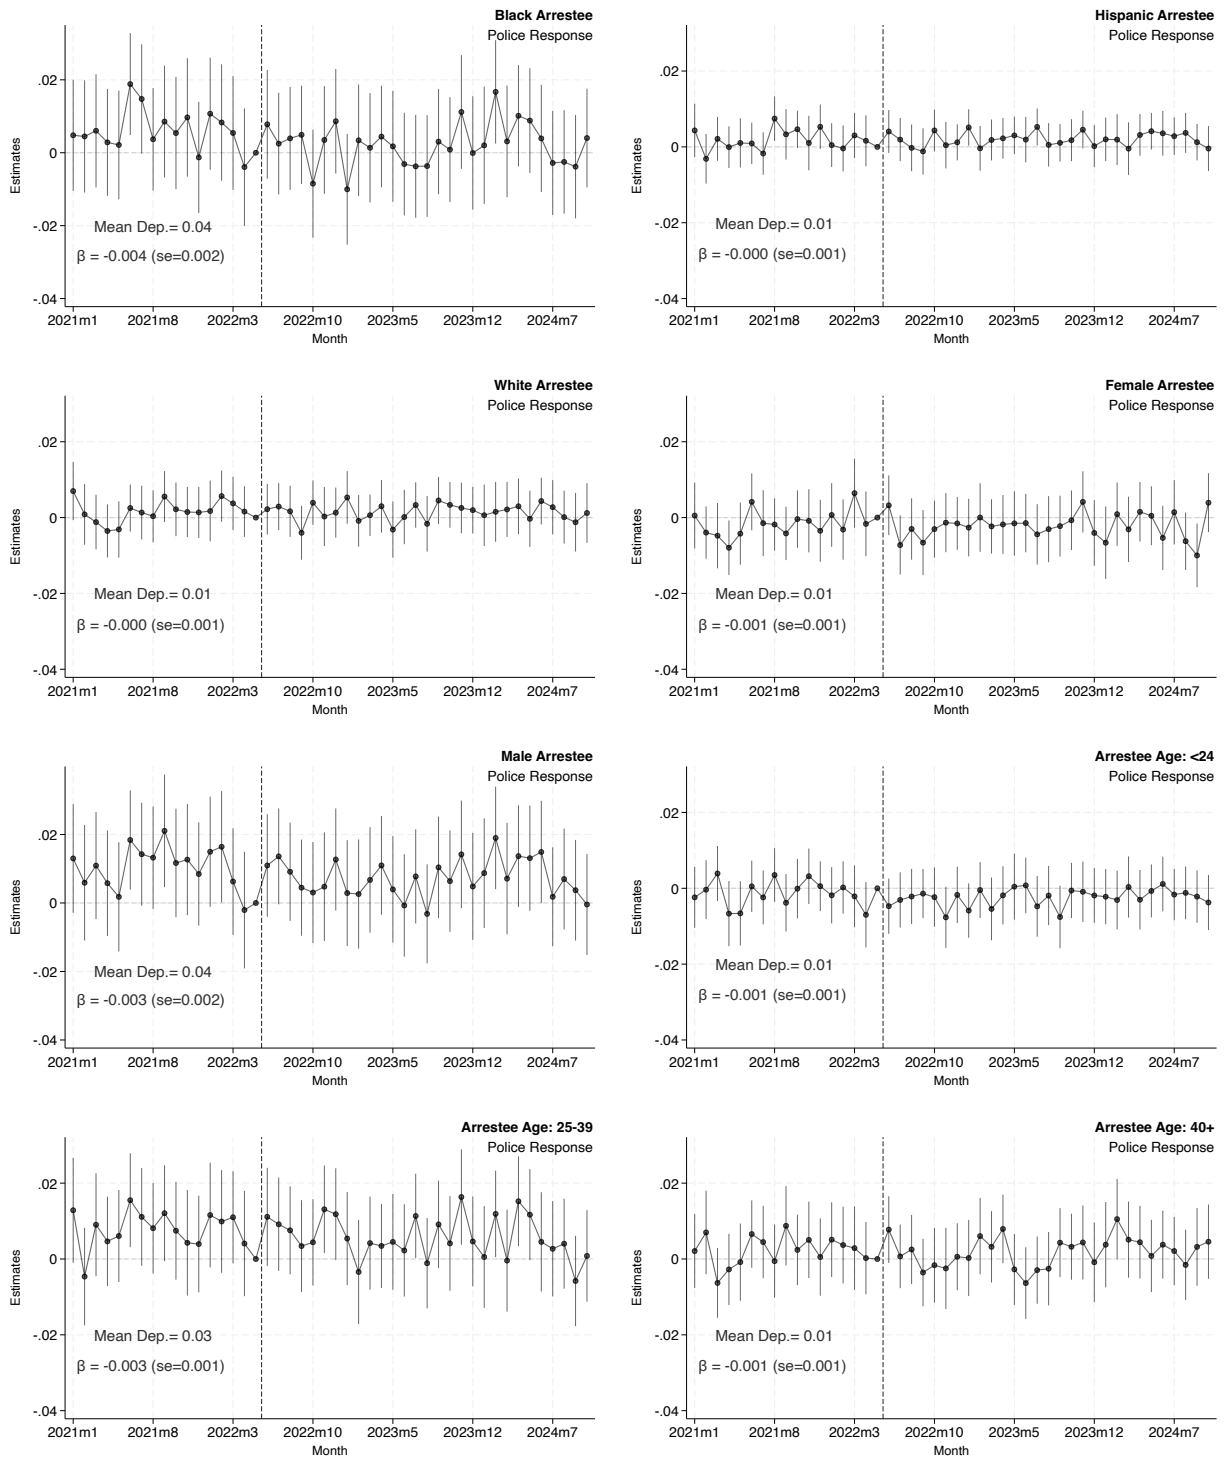 Black Arrestee
Police Response
Estimates
.02
0
-.02
-.04
Mean Dep.= 0.04
β = -0.004 (se=0.002)
2021m1 2021m8 2022m3 2022m10 2023m5 2023m12 2024m7
Month
Hispanic Arrestee
Police Response
Estimates
.02
0
-.02
-.04
Mean Dep.= 0.01
β = -0.000 (se=0.001)
2021m1 2021m8 2022m3 2022m10 2023m5 2023m12 2024m7
Month
White Arrestee
Police Response
Estimates
.02
0
-.02
-.04
Mean Dep.= 0.01
β = -0.000 (se=0.001)
2021m1 2021m8 2022m3 2022m10 2023m5 2023m12 2024m7
Month
Female Arrestee
Police Response
Estimates
.02
0
-.02
-.04
Mean Dep.= 0.01
β = -0.001 (se=0.001)
2021m1 2021m8 2022m3 2022m10 2023m5 2023m12 2024m7
Month
Male Arrestee
Police Response
Estimates
.02
0
-.02
-.04
Mean Dep.= 0.04
β = -0.003 (se=0.002)
2021m1 2021m8 2022m3 2022m10 2023m5 2023m12 2024m7
Month
Arrestee Age: <24
Police Response
Estimates
.02
0
-.02
-.04
Mean Dep.= 0.01
β = -0.001 (se=0.001)
2021m1 2021m8 2022m3 2022m10 2023m5 2023m12 2024m7
Month
Arrestee Age: 25-39
Police Response
Estimates
.02
0
-.02
-.04
Mean Dep.= 0.03
β = -0.003 (se=0.001)
2021m1 2021m8 2022m3 2022m10 2023m5 2023m12 2024m7
Month
Arrestee Age: 40+
Police Response
Estimates
.02
0
-.02
-.04
Mean Dep.= 0.01
β = -0.001 (se=0.001)
2021m1 2021m8 2022m3 2022m10 2023m5 2023m12 2024m7
Month